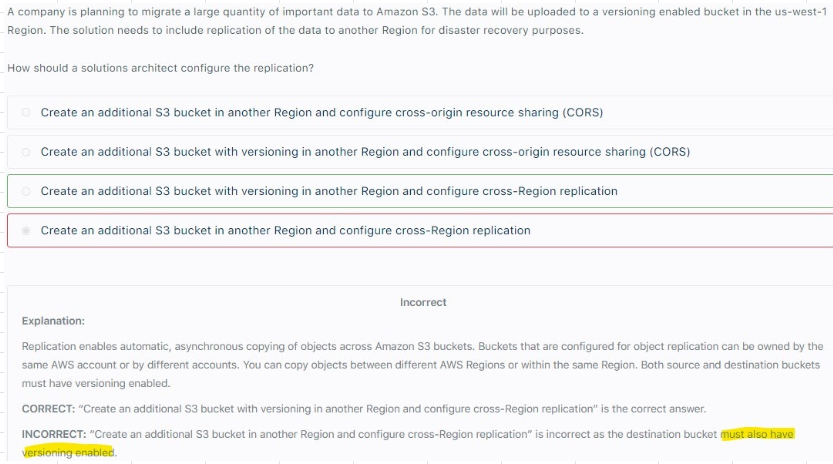 A company is planning to migrate a large quantity of important data to Amazon S3. The data will be uploaded to a versioning enabled bucket in the us-west-1
Region. The solution needs to include replication of the data to another Region for disaster recovery purposes.
How should a solutions architect configure the replication?
Create an additional S3 bucket in another Region and configure cross-origin resource sharing (CORS)
Create an additional S3 bucket with versioning in another Region and configure cross-origin resource sharing (CORS)
Create an additional S3 bucket with versioning in another Region and configure cross-Region replication
Create an additional S3 bucket in another Region and configure cross-Region replication
Incorrect
Explanation:
Replication enables automatic, asynchronous copying of objects across Amazon S3 buckets. Buckets that are configured for object replication can be owned by the
same AWS account or by different accounts. You can copy objects between different AWS Regions or within the same Region. Both source and destination buckets
must have versioning enabled.
CORRECT: "Create an additional S3 bucket with versioning in another Region and configure cross-Region replication" is the correct answer.
INCORRECT: "Create an additional S3 bucket in another Region and configure cross-Region replication" is incorrect as the destination bucket must also have
versioning enabled.